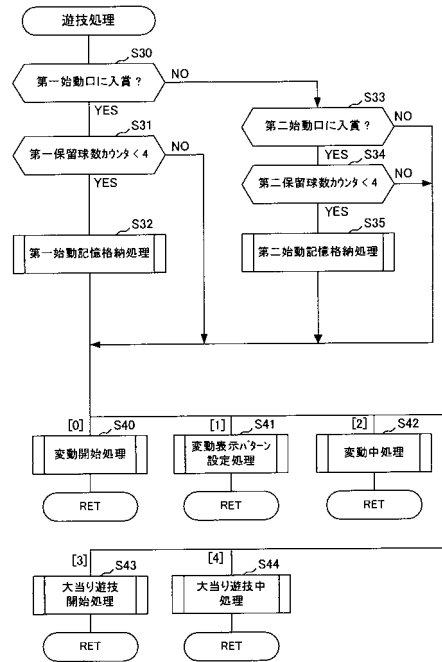 遊技処理
S30
第一始動口に入賞？
NO
YES
S31
第一保留球数カウンタ＜4
NO
YES
S32
第一始動記憶格納処理
S33
第二始動口に入賞？
NO
YES
S34
第二保留球数カウンタ＜4
NO
YES
S35
第二始動記憶格納処理
[0]
S40
変動開始処理
RET
[1]
S41
変動表示パターン
設定処理
RET
[2]
S42
変動中処理
RET
[3]
S43
大当り遊技
開始処理
RET
[4]
S44
大当り遊技中
処理
RET